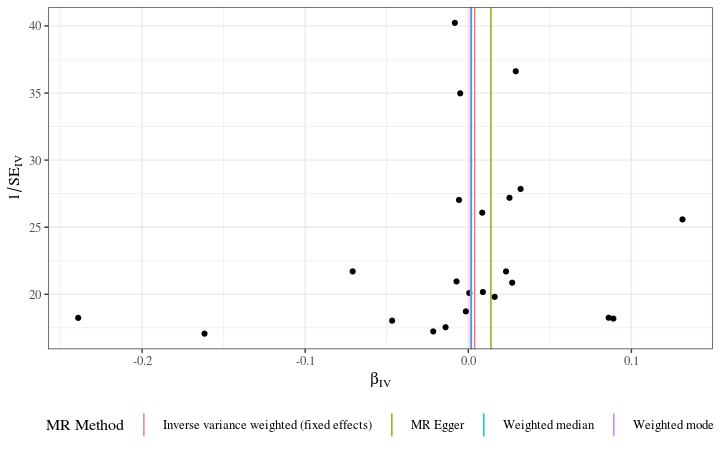 40
35
30
25
20
1/SE_IV
-0.2 -0.1 0.0 0.1
β_IV
MR Method Inverse variance weighted (fixed effects) MR Egger Weighted median Weighted mode